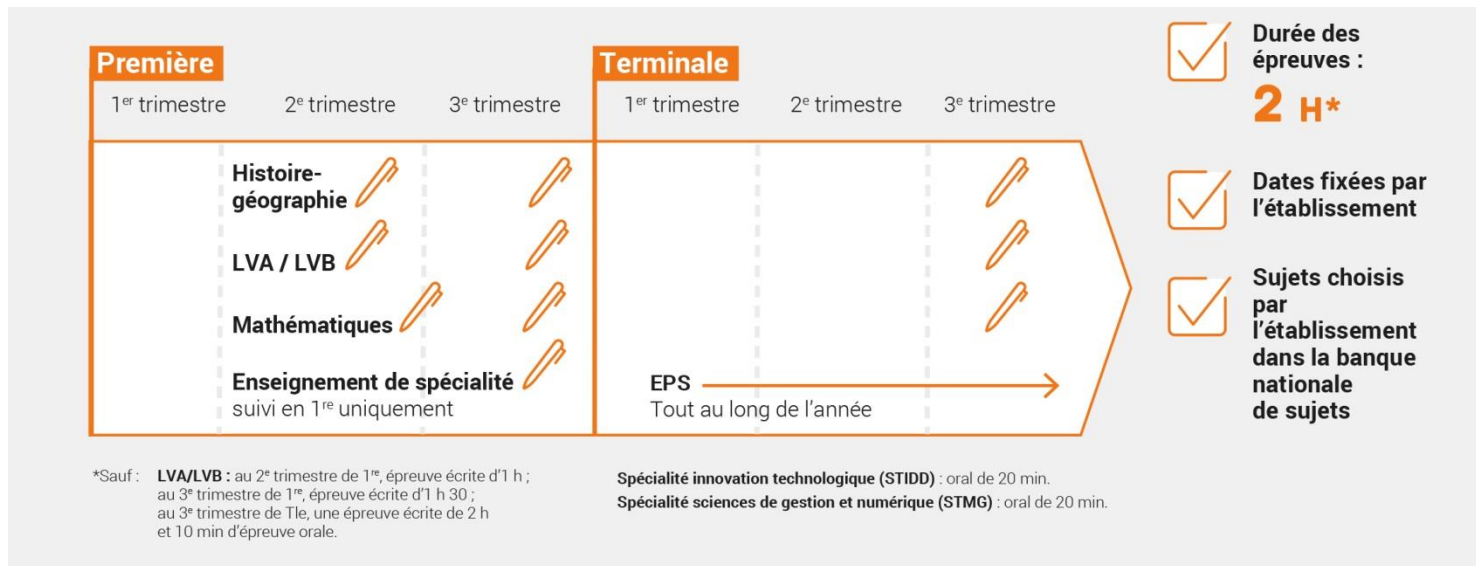 Première
1er trimestre 2e trimestre 3e trimestre
Terminale
1er trimestre 2e trimestre 3e trimestre
Histoire-
géographie
LVA / LVB
Mathématiques
Enseignement de spécialité
suivi en 1re uniquement
EPS
Tout au long de l’année
Durée des
épreuves :
2 H*
Dates fixées par
l’établissement
Sujets choisis
par
l’établissement
dans la banque
nationale
de sujets
*Sauf : LVA/LVB : au 2e trimestre de 1re, épreuve écrite d’1 h ;
au 3e trimestre de 1re, épreuve écrite d’1 h 30 ;
au 3e trimestre de Tle, une épreuve écrite de 2 h
et 10 min d’épreuve orale.
Spécialité innovation technologique (STIDD) : oral de 20 min.
Spécialité sciences de gestion et numérique (STMG) : oral de 20 min.